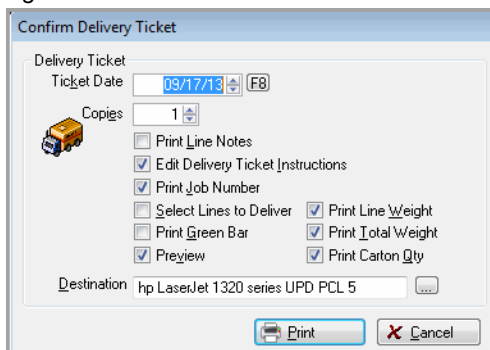 Confirm Delivery Ticket
Delivery Ticket
Ticket Date 09/17/13 F8
Copies 1
Print Line Notes
Edit Delivery Ticket Instructions
Print Job Number
Select Lines to Deliver Print Line Weight
Print Green Bar Print Total Weight
Preview Print Carton Qty
Destination hp LaserJet 1320 series UPD PCL 5 ...
Print Cancel